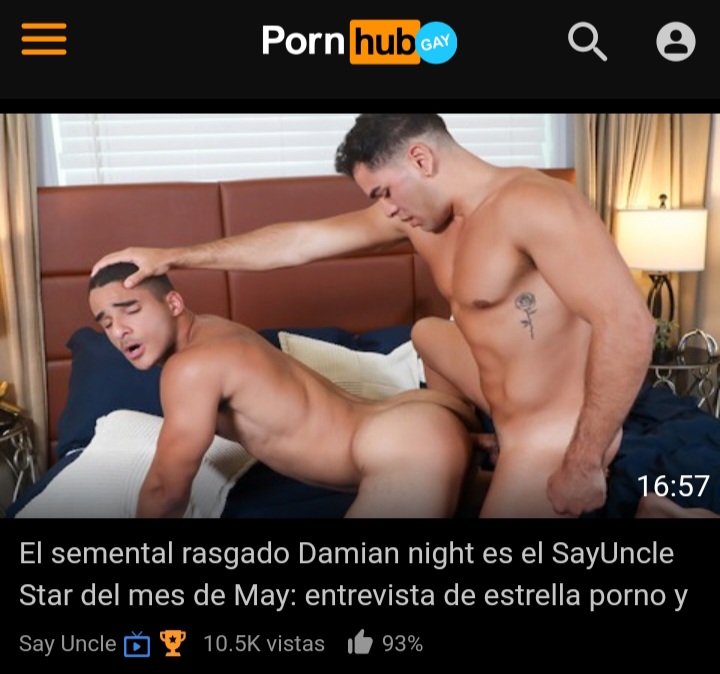 Porn hub GAY
16:57
El semental rasgado Damian night es el SayUncle
Star del mes de May: entrevista de estrella porno y
Say Uncle 10.5K vistas 93%